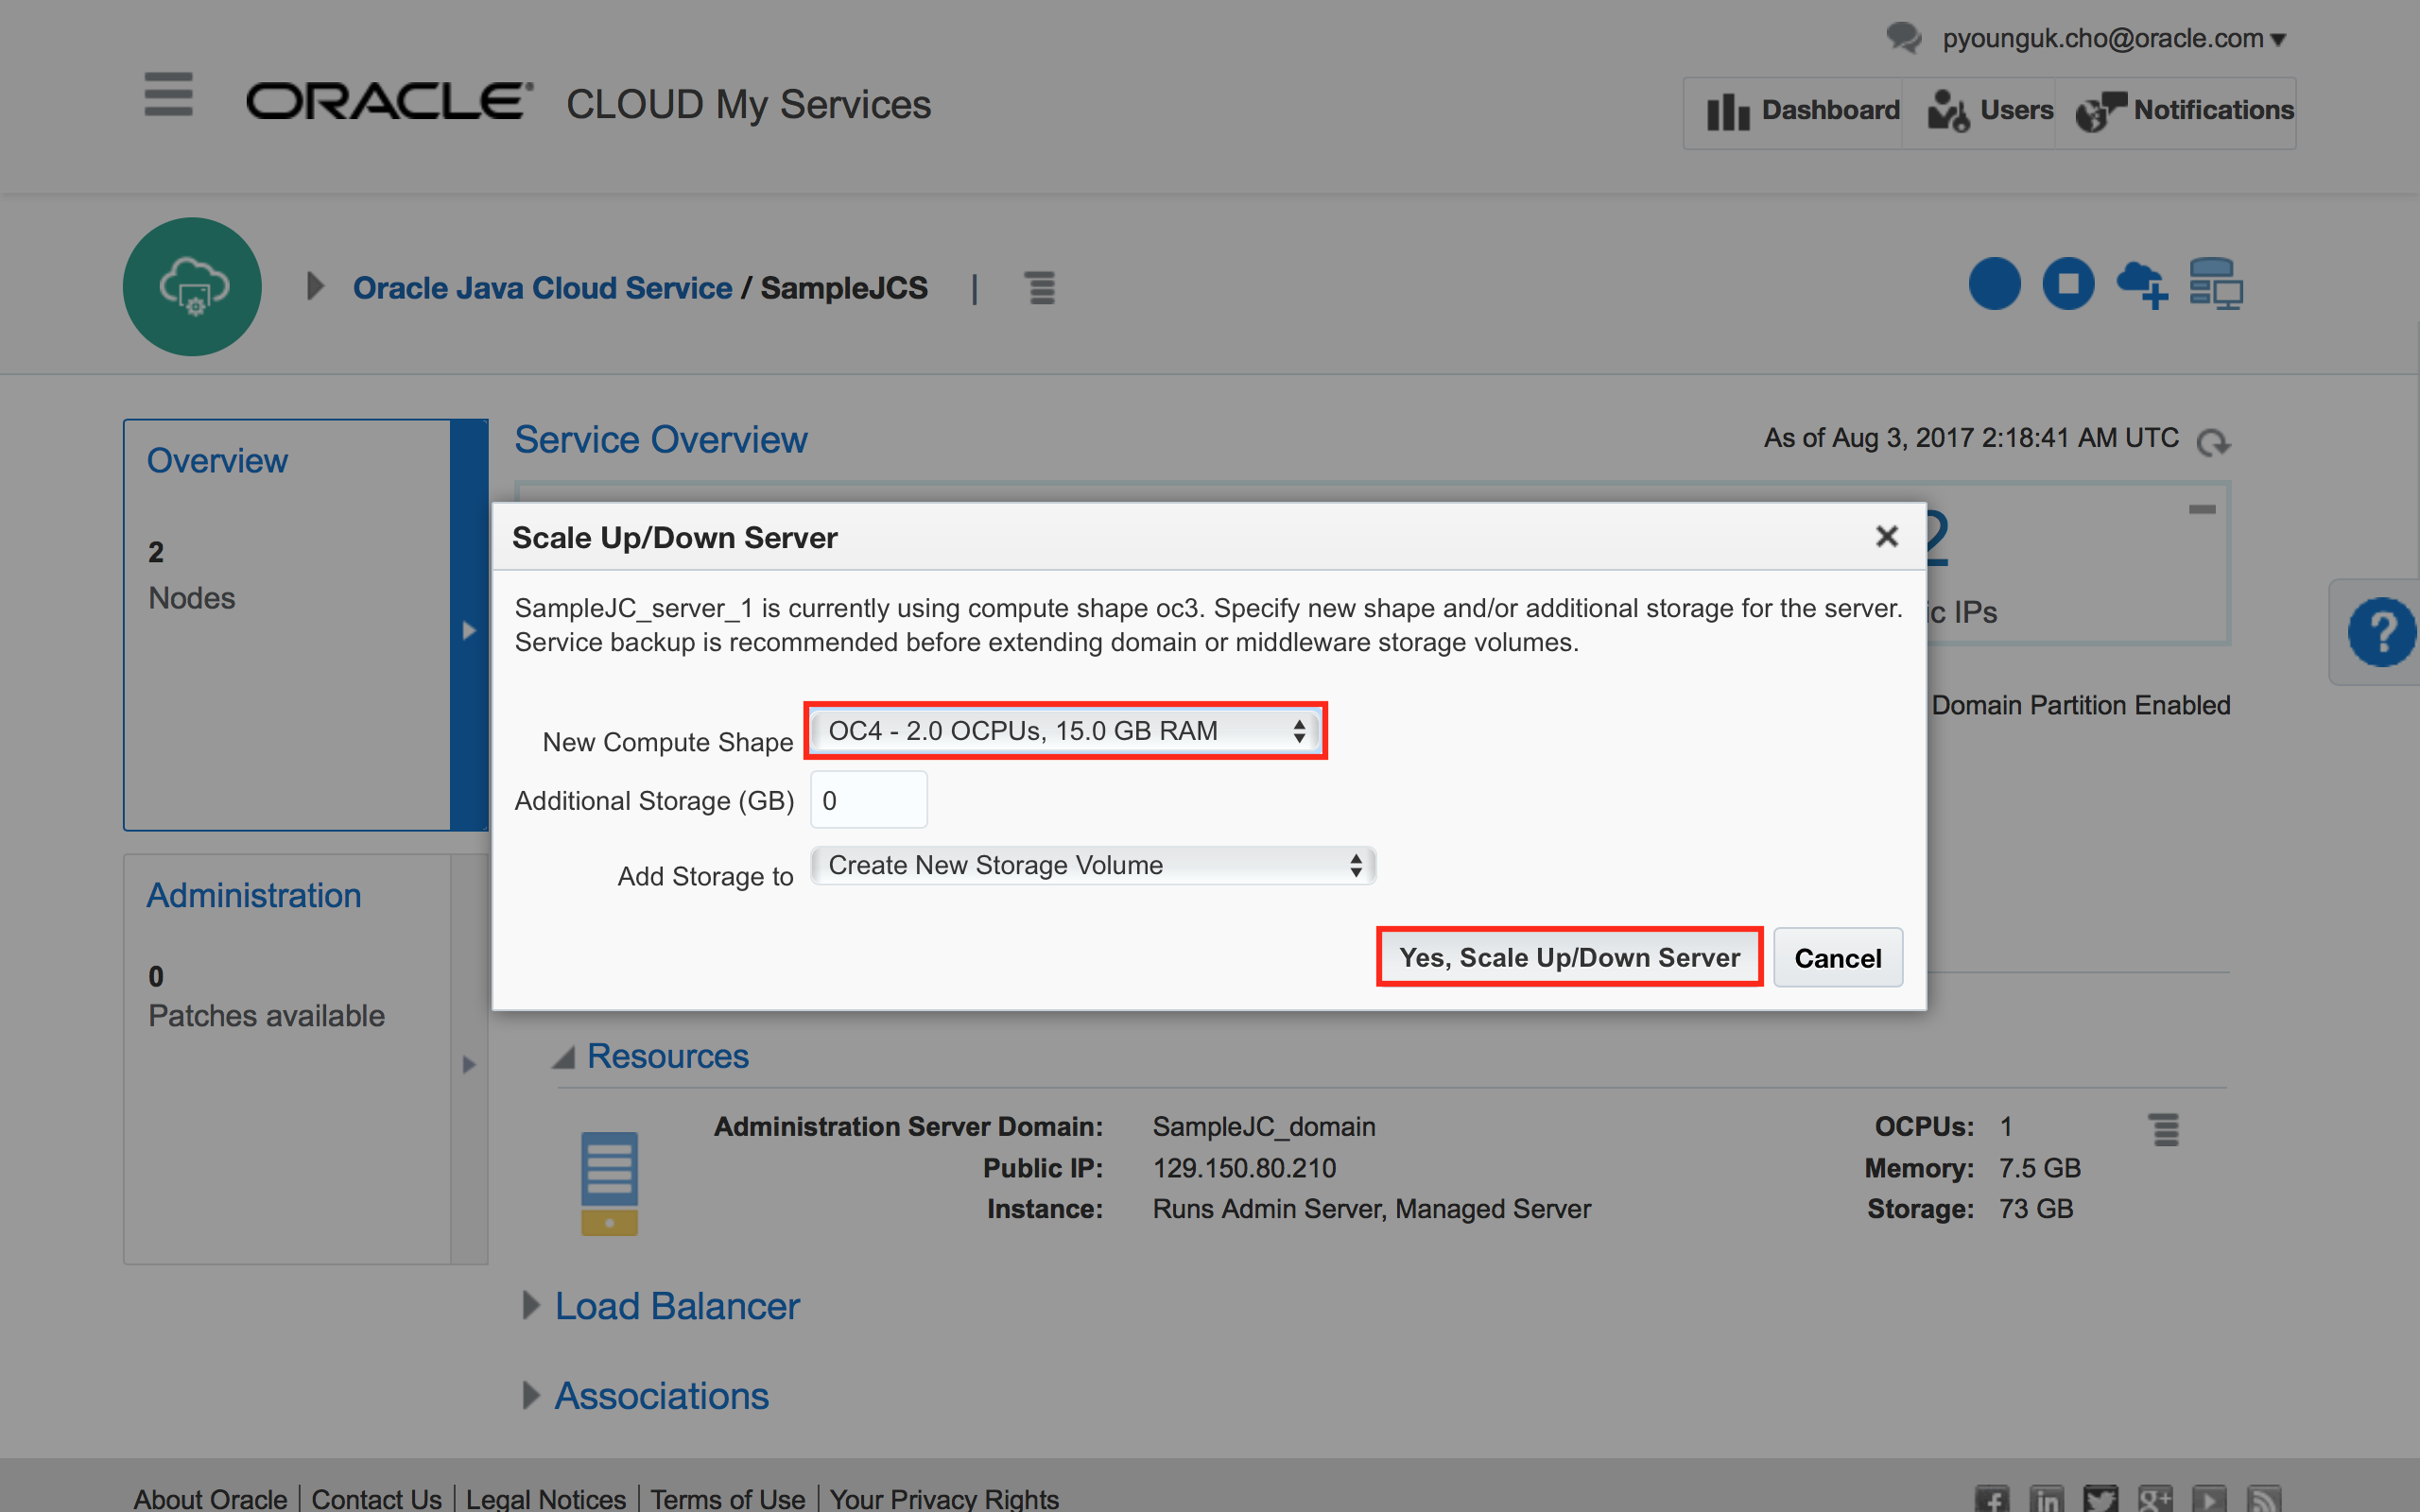 pyounguk.cho@oracle.com
ORACLE CLOUD My Services
Dashboard Users Notifications
Oracle Java Cloud Service / SampleJCS |
Service Overview
As of Aug 3, 2017 2:18:41 AM UTC
Overview
2
Nodes
2
ic IPs
Scale Up/Down Server
SampleJC_server_1 is currently using compute shape oc3. Specify new shape and/or additional storage for the server.
Service backup is recommended before extending domain or middleware storage volumes.
Domain Partition Enabled
New Compute Shape OC4 - 2.0 OCPUs, 15.0 GB RAM
Additional Storage (GB) 0
Add Storage to Create New Storage Volume
Yes, Scale Up/Down Server Cancel
Administration
0
Patches available
Resources
Administration Server Domain: SampleJC_domain OCPUs: 1
Public IP: 129.150.80.210 Memory: 7.5 GB
Instance: Runs Admin Server, Managed Server Storage: 73 GB
Load Balancer
Associations
About Oracle | Contact Us | Legal Notices | Terms of Use | Your Privacy Rights